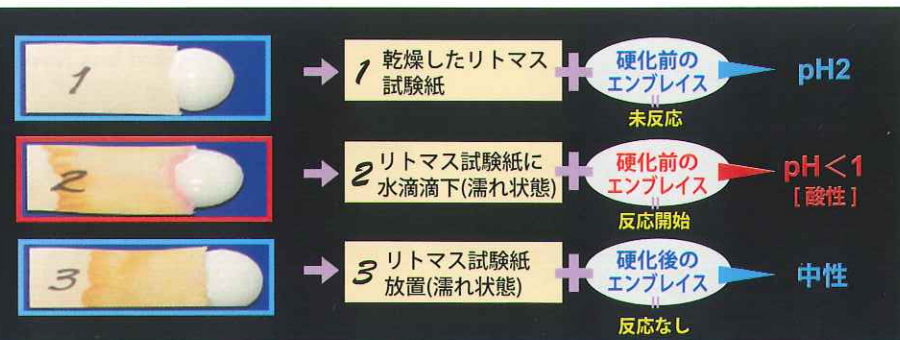 1
1 乾燥したリトマス
試験紙
+
硬化前の
エンブレイス
=
未反応
pH2
2
2 リトマス試験紙に
水滴滴下(濡れ状態)
+
硬化前の
エンブレイス
=
反応開始
pH<1
[酸性]
3
3 リトマス試験紙
放置(濡れ状態)
+
硬化後の
エンブレイス
=
反応なし
中性